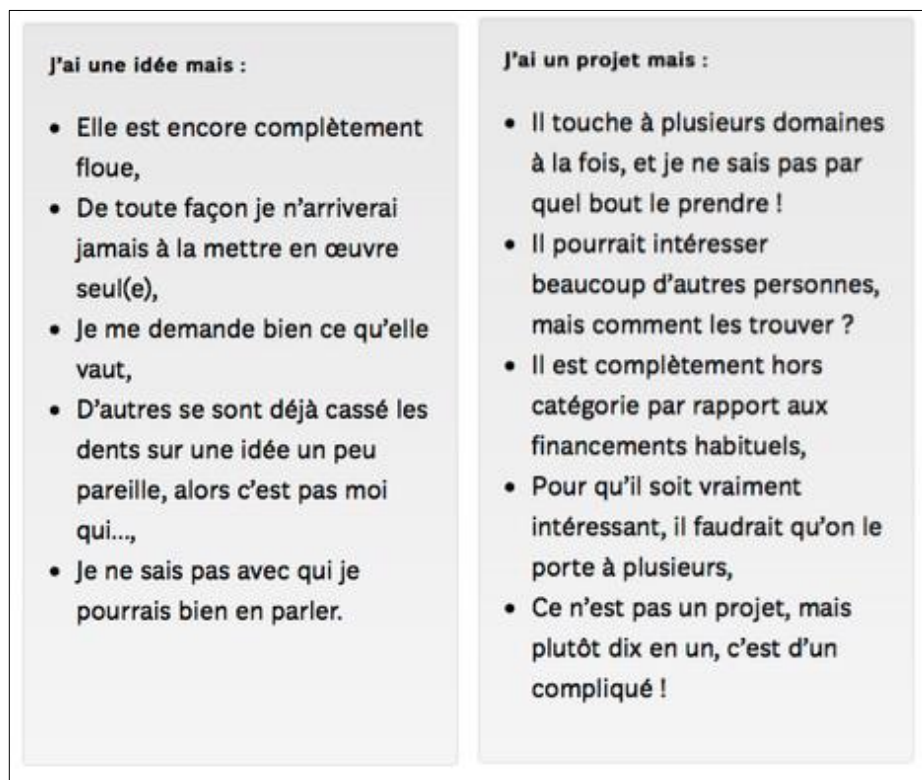 J'ai une idée mais :
• Elle est encore complètement
floue,
• De toute façon je n'arriverai
jamais à la mettre en œuvre
seul(e),
• Je me demande bien ce qu'elle
vaut,
• D'autres se sont déjà cassé les
dents sur une idée un peu
pareille, alors c'est pas moi
qui...,
• Je ne sais pas avec qui je
pourrais bien en parler.
J'ai un projet mais :
• Il touche à plusieurs domaines
à la fois, et je ne sais pas par
quel bout le prendre !
• Il pourrait intéresser
beaucoup d'autres personnes,
mais comment les trouver ?
• Il est complètement hors
catégorie par rapport aux
financements habituels,
• Pour qu'il soit vraiment
intéressant, il faudrait qu'on le
porte à plusieurs,
• Ce n'est pas un projet, mais
plutôt dix en un, c'est d'un
compliqué !